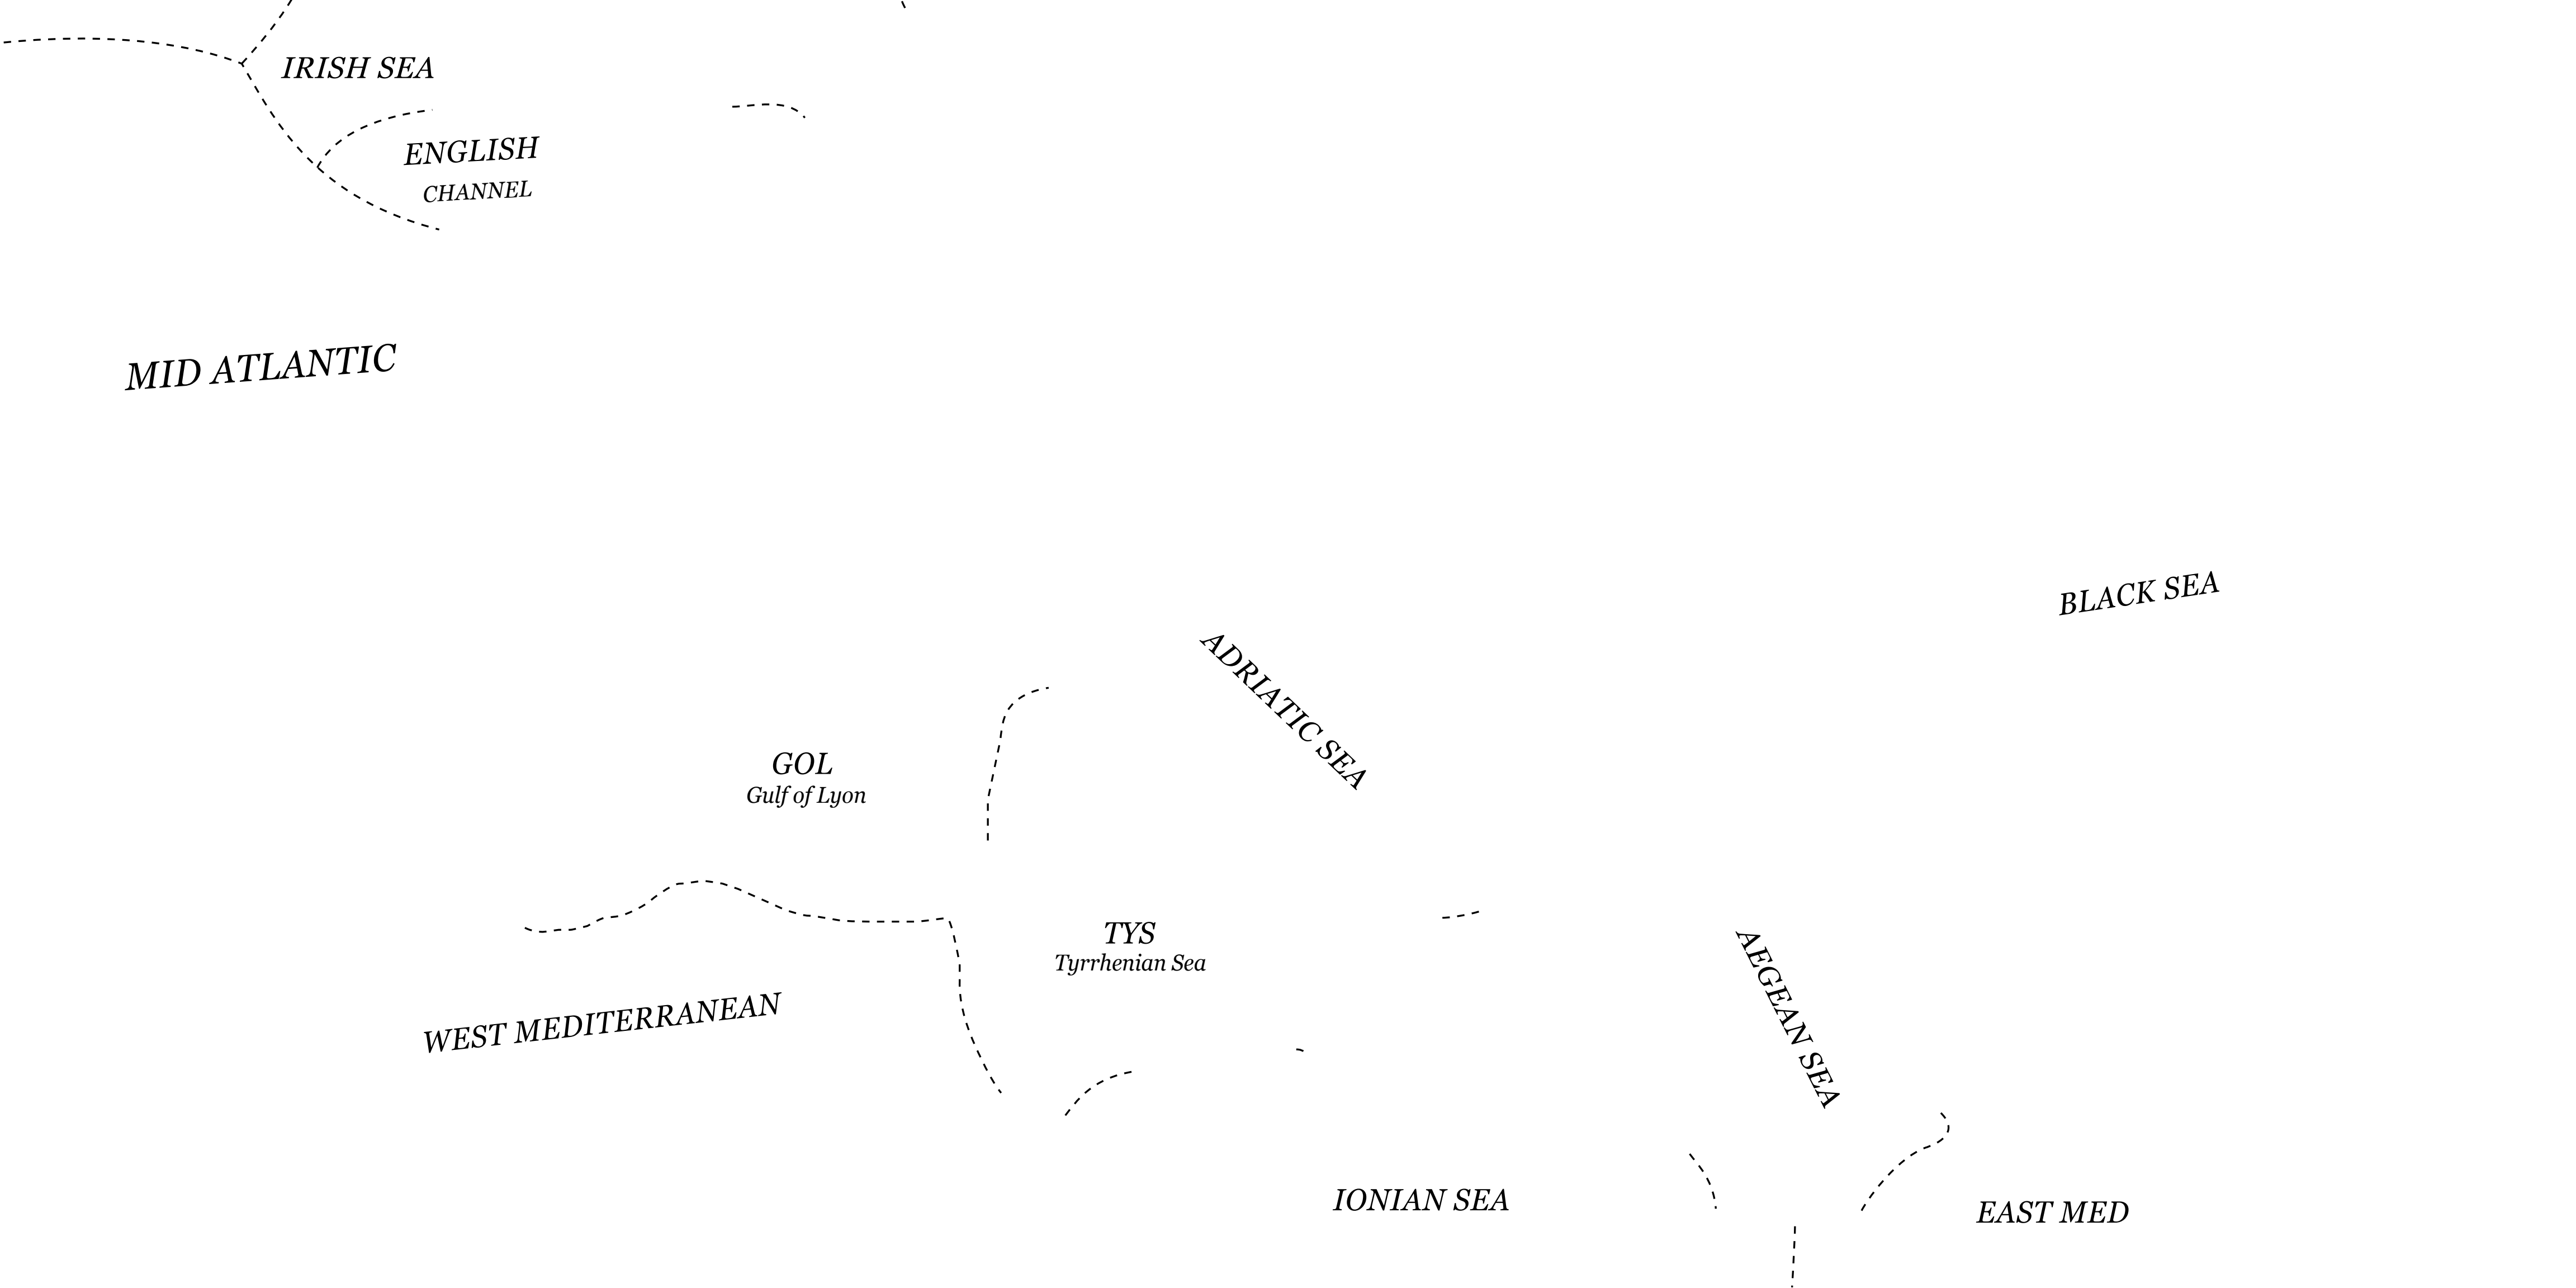 IRISH SEA
ENGLISH
CHANNEL
MID ATLANTIC
BLACK SEA
ADRIATIC SEA
GOL
Gulf of Lyon
TYS
Tyrrhenian Sea
AEGEAN SEA
WEST MEDITERRANEAN
IONIAN SEA
EAST MED